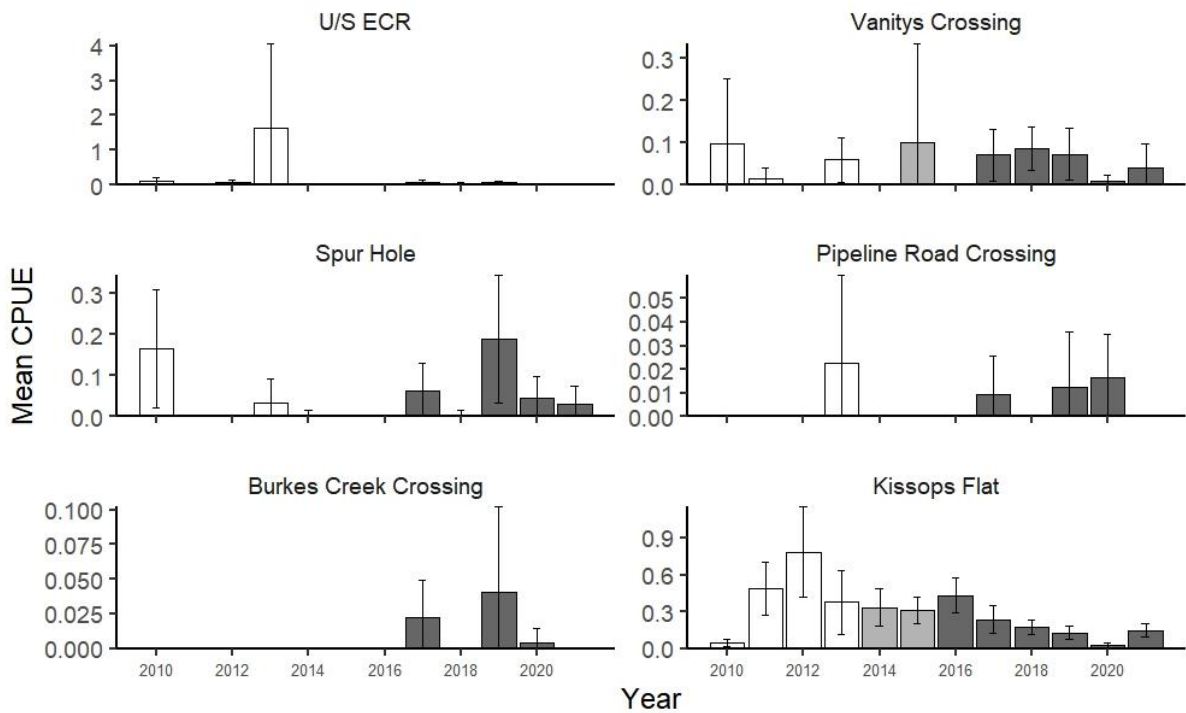 U/S ECR
4
3
2
1
0
Vanitys Crossing
0.3
0.2
0.1
0.0
Mean CPUE
Spur Hole
0.3
0.2
0.1
0.0
Pipeline Road Crossing
0.05
0.04
0.03
0.02
0.01
0.00
Burkes Creek Crossing
0.100
0.075
0.050
0.025
0.000
2010 2012 2014 2016 2018 2020
Kissops Flat
0.9
0.6
0.3
0.0
2010 2012 2014 2016 2018 2020
Year